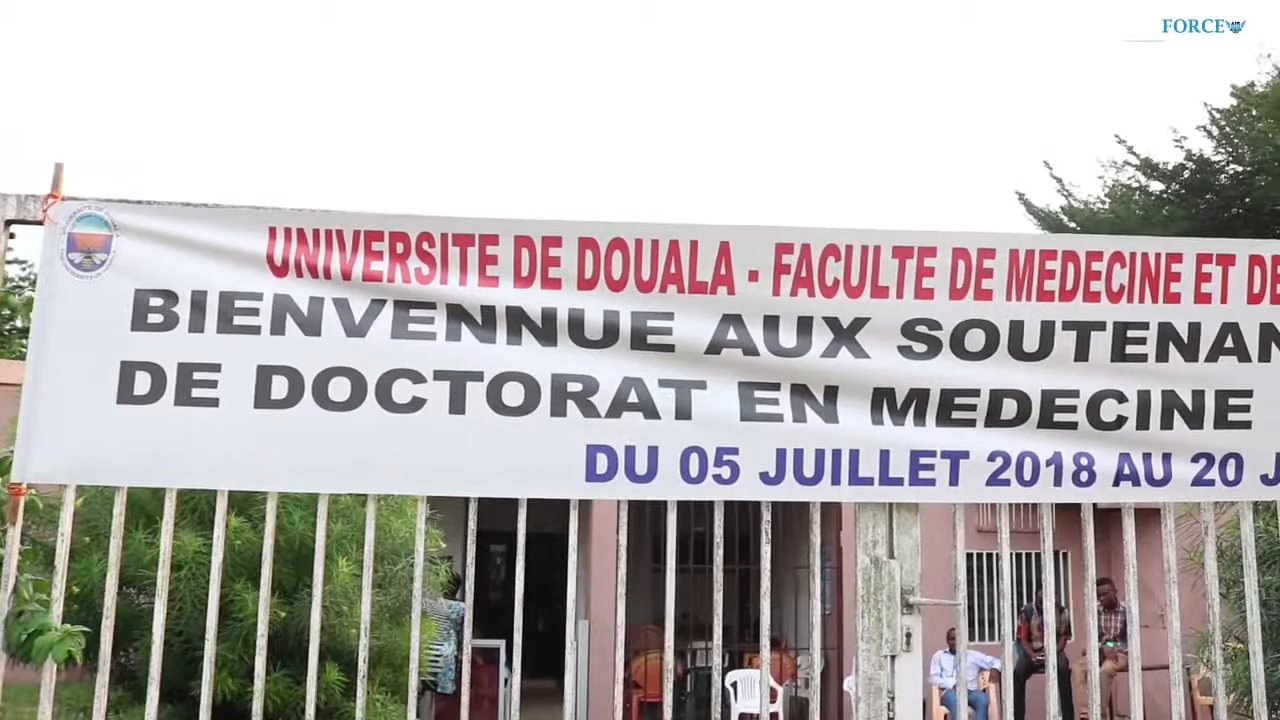 FORCE
UNIVERSITE DE DOUALA - FACULTE DE MEDECINE ET DE
BIENVENNUE AUX SOUTENAN
DE DOCTORAT EN MEDECINE
DU 05 JUILLET 2018 AU 20 J